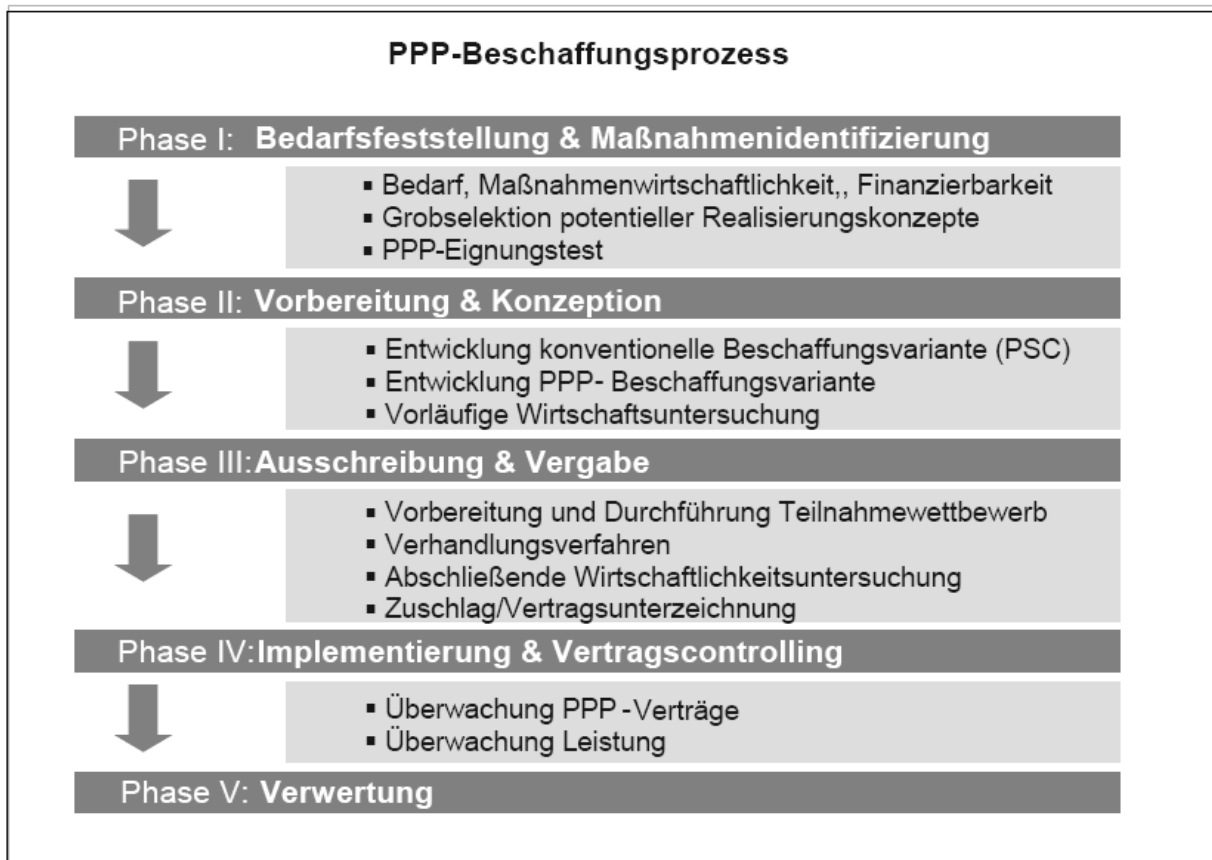 PPP-Beschaffungsprozess
Phase I: Bedarfsfeststellung & Maßnahmenidentifizierung
▪ Bedarf, Maßnahmenwirtschaftlichkeit,, Finanzierbarkeit
▪ Grobselektion potentieller Realisierungskonzepte
▪ PPP-Eignungstest
Phase II: Vorbereitung & Konzeption
▪ Entwicklung konventionelle Beschaffungsvariante (PSC)
▪ Entwicklung PPP- Beschaffungsvariante
▪ Vorläufige Wirtschaftsuntersuchung
Phase III: Ausschreibung & Vergabe
▪ Vorbereitung und Durchführung Teilnahmewettbewerb
▪ Verhandlungsverfahren
▪ Abschließende Wirtschaftlichkeitsuntersuchung
▪ Zuschlag/Vertragsunterzeichnung
Phase IV: Implementierung & Vertragscontrolling
▪ Überwachung PPP -Verträge
▪ Überwachung Leistung
Phase V: Verwertung